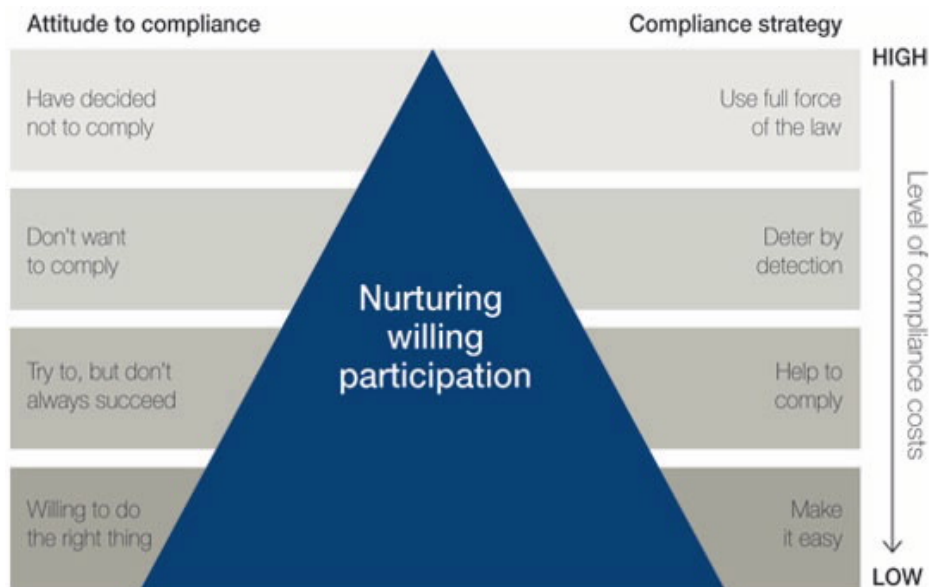 Attitude to compliance
Compliance strategy
HIGH
Have decided
not to comply
Use full force
of the law
Don't want
to comply
Deter by
detection
Nurturing
willing
participation
Try to, but don't
always succeed
Help to
comply
Willing to do
the right thing
Make
it easy
Level of compliance costs
LOW